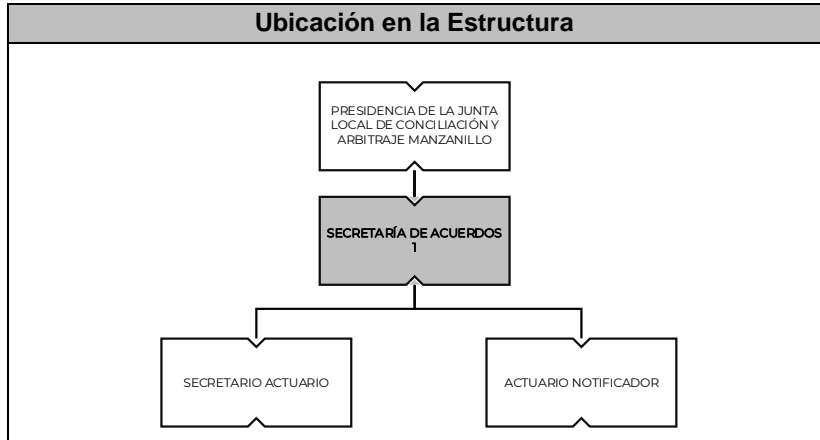 Ubicación en la Estructura
PRESIDENCIA DE LA JUNTA
LOCAL DE CONCILIACIÓN Y
ARBITRAJE MANZANILLO
SECRETARÍA DE ACUERDOS
1
SECRETARIO ACTUARIO
ACTUARIO NOTIFICADOR